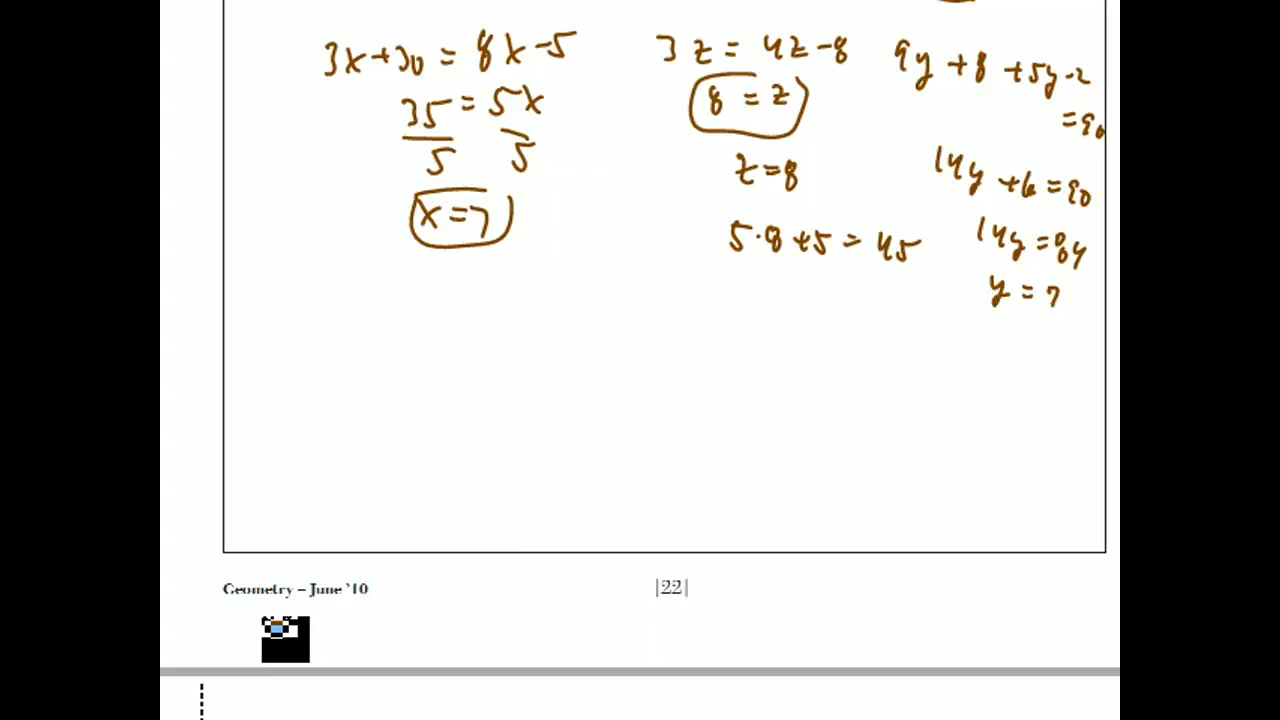 3x+30 = 8x-5
35 = 5x
5 5
x=7
3z = 4z-8
8 = z
z=8
5·8+5 = 45
9y+8+5y-2
=90
14y+6=90
14y=84
y=7
Geometry – June '10
|22|